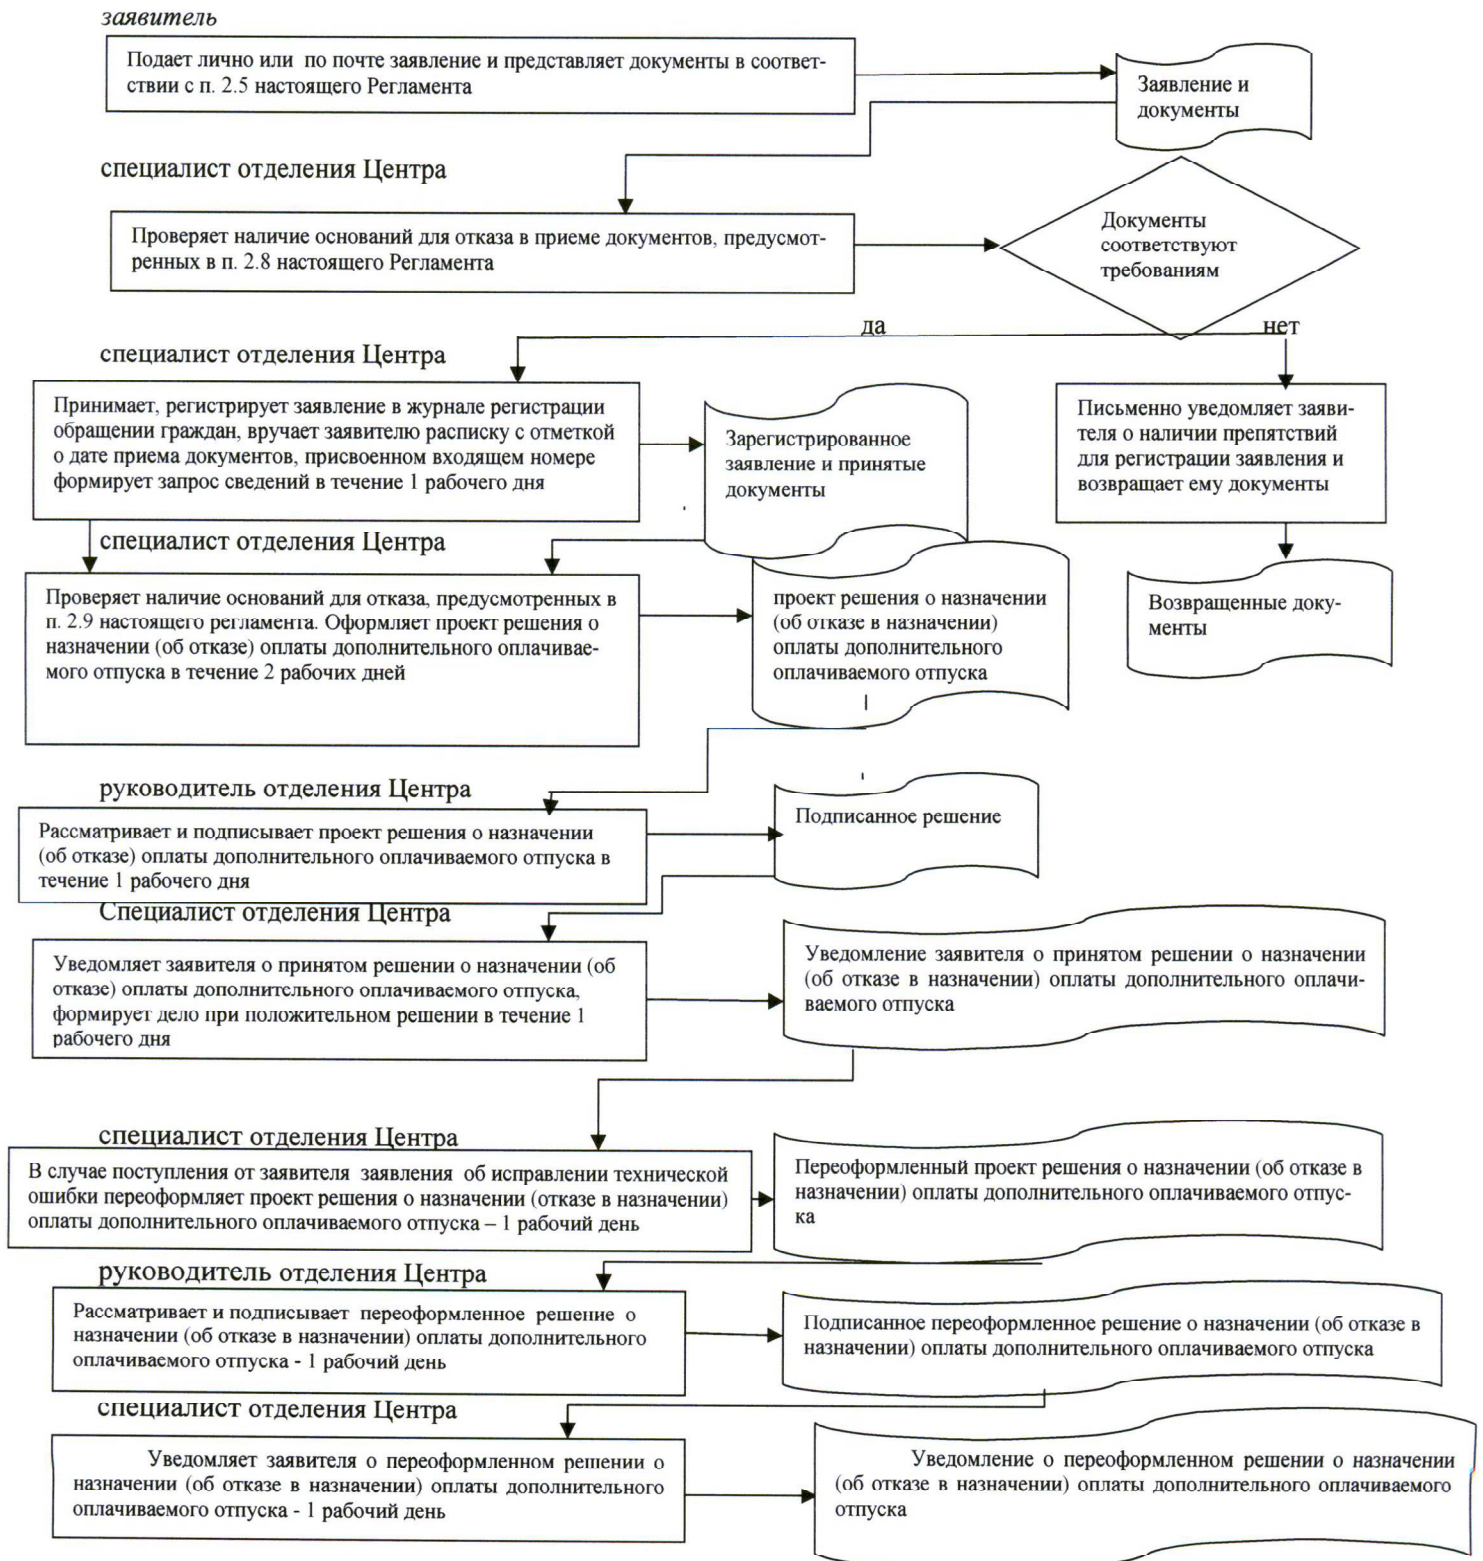 заявитель
Подает лично или по почте заявление и представляет документы в соответ-
ствии с п. 2.5 настоящего Регламента
Заявление и
документы
специалист отделения Центра
Проверяет наличие оснований для отказа в приеме документов, предусмот-
ренных в п. 2.8 настоящего Регламента
Документы
соответствуют
требованиям
да
нет
специалист отделения Центра
Принимает, регистрирует заявление в журнале регистрации
обращении граждан, вручает заявителю расписку с отметкой
о дате приема документов, присвоенном входящем номере
формирует запрос сведений в течение 1 рабочего дня
Зарегистрированное
заявление и принятые
документы
Письменно уведомляет заяви-
теля о наличии препятствий
для регистрации заявления и
возвращает ему документы
специалист отделения Центра
Проверяет наличие оснований для отказа, предусмотренных в
п. 2.9 настоящего регламента. Оформляет проект решения о
назначении (об отказе) оплаты дополнительного оплачивае-
мого отпуска в течение 2 рабочих дней
проект решения о назначении
(об отказе в назначении)
оплаты дополнительного
оплачиваемого отпуска
Возвращенные доку-
менты
руководитель отделения Центра
Рассматривает и подписывает проект решения о назначении
(об отказе) оплаты дополнительного оплачиваемого отпуска в
течение 1 рабочего дня
Подписанное решение
Специалист отделения Центра
Уведомляет заявителя о принятом решении о назначении (об
отказе) оплаты дополнительного оплачиваемого отпуска,
формирует дело при положительном решении в течение 1
рабочего дня
Уведомление заявителя о принятом решении о назначении
(об отказе в назначении) оплаты дополнительного оплачи-
ваемого отпуска
специалист отделения Центра
В случае поступления от заявителя заявления об исправлении технической
ошибки переоформляет проект решения о назначении (отказе в назначении)
оплаты дополнительного оплачиваемого отпуска – 1 рабочий день
Переоформленный проект решения о назначении (об отказе в
назначении) оплаты дополнительного оплачиваемого отпус-
ка
руководитель отделения Центра
Рассматривает и подписывает переоформленное решение о
назначении (об отказе в назначении) оплаты дополнительного
оплачиваемого отпуска - 1 рабочий день
Подписанное переоформленное решение о назначении (об отказе в
назначении) оплаты дополнительного оплачиваемого отпуска
специалист отделения Центра
Уведомляет заявителя о переоформленном решении о
назначении (об отказе в назначении) оплаты дополнительного
оплачиваемого отпуска - 1 рабочий день
Уведомление о переоформленном решении о назначении
(об отказе в назначении) оплаты дополнительного оплачиваемого
отпуска